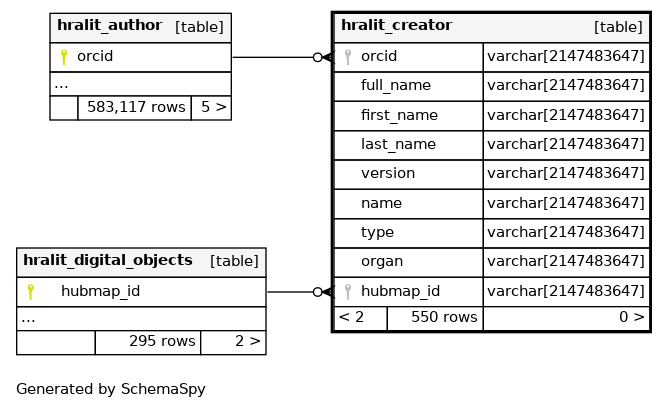 hralit_author [table]
orcid
...
583,117 rows 5 >
hralit_creator [table]
orcid varchar[2147483647]
full_name varchar[2147483647]
first_name varchar[2147483647]
last_name varchar[2147483647]
version varchar[2147483647]
name varchar[2147483647]
type varchar[2147483647]
organ varchar[2147483647]
hubmap_id varchar[2147483647]
< 2 550 rows 0 >
hralit_digital_objects [table]
hubmap_id
...
295 rows 2 >
Generated by SchemaSpy